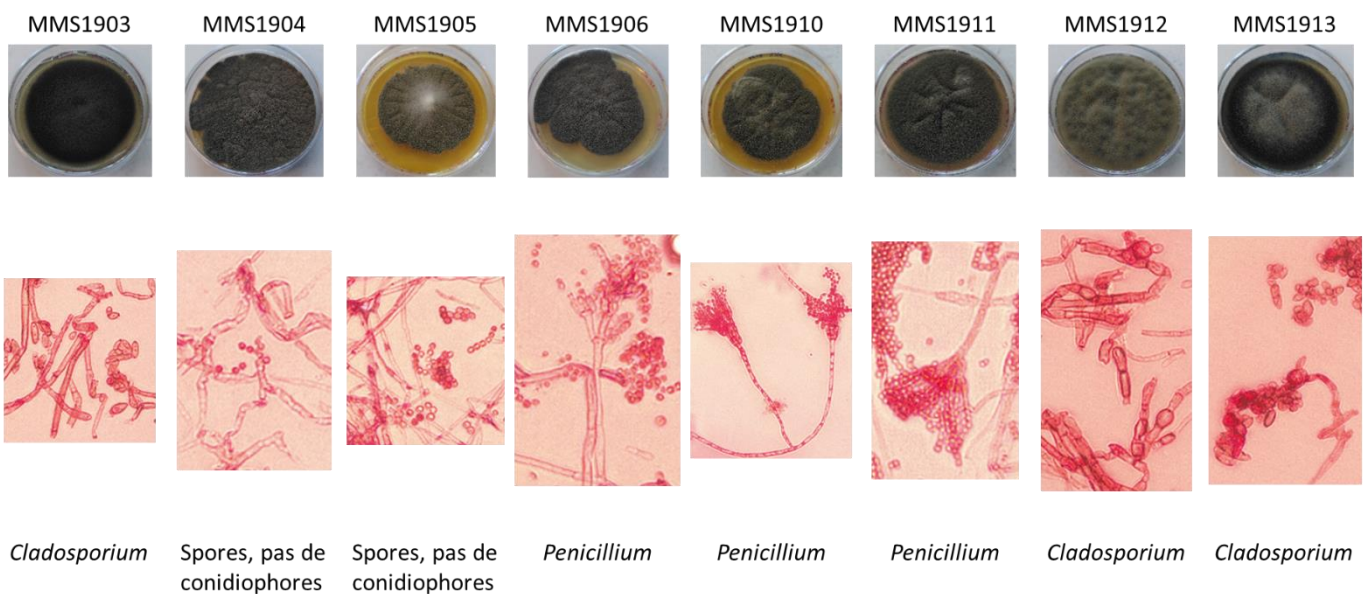 MMS1903 MMS1904 MMS1905 MMS1906 MMS1910 MMS1911 MMS1912 MMS1913
Cladosporium Spores, pas de Spores, pas de Penicillium Penicillium Penicillium Cladosporium Cladosporium
conidiophores conidiophores